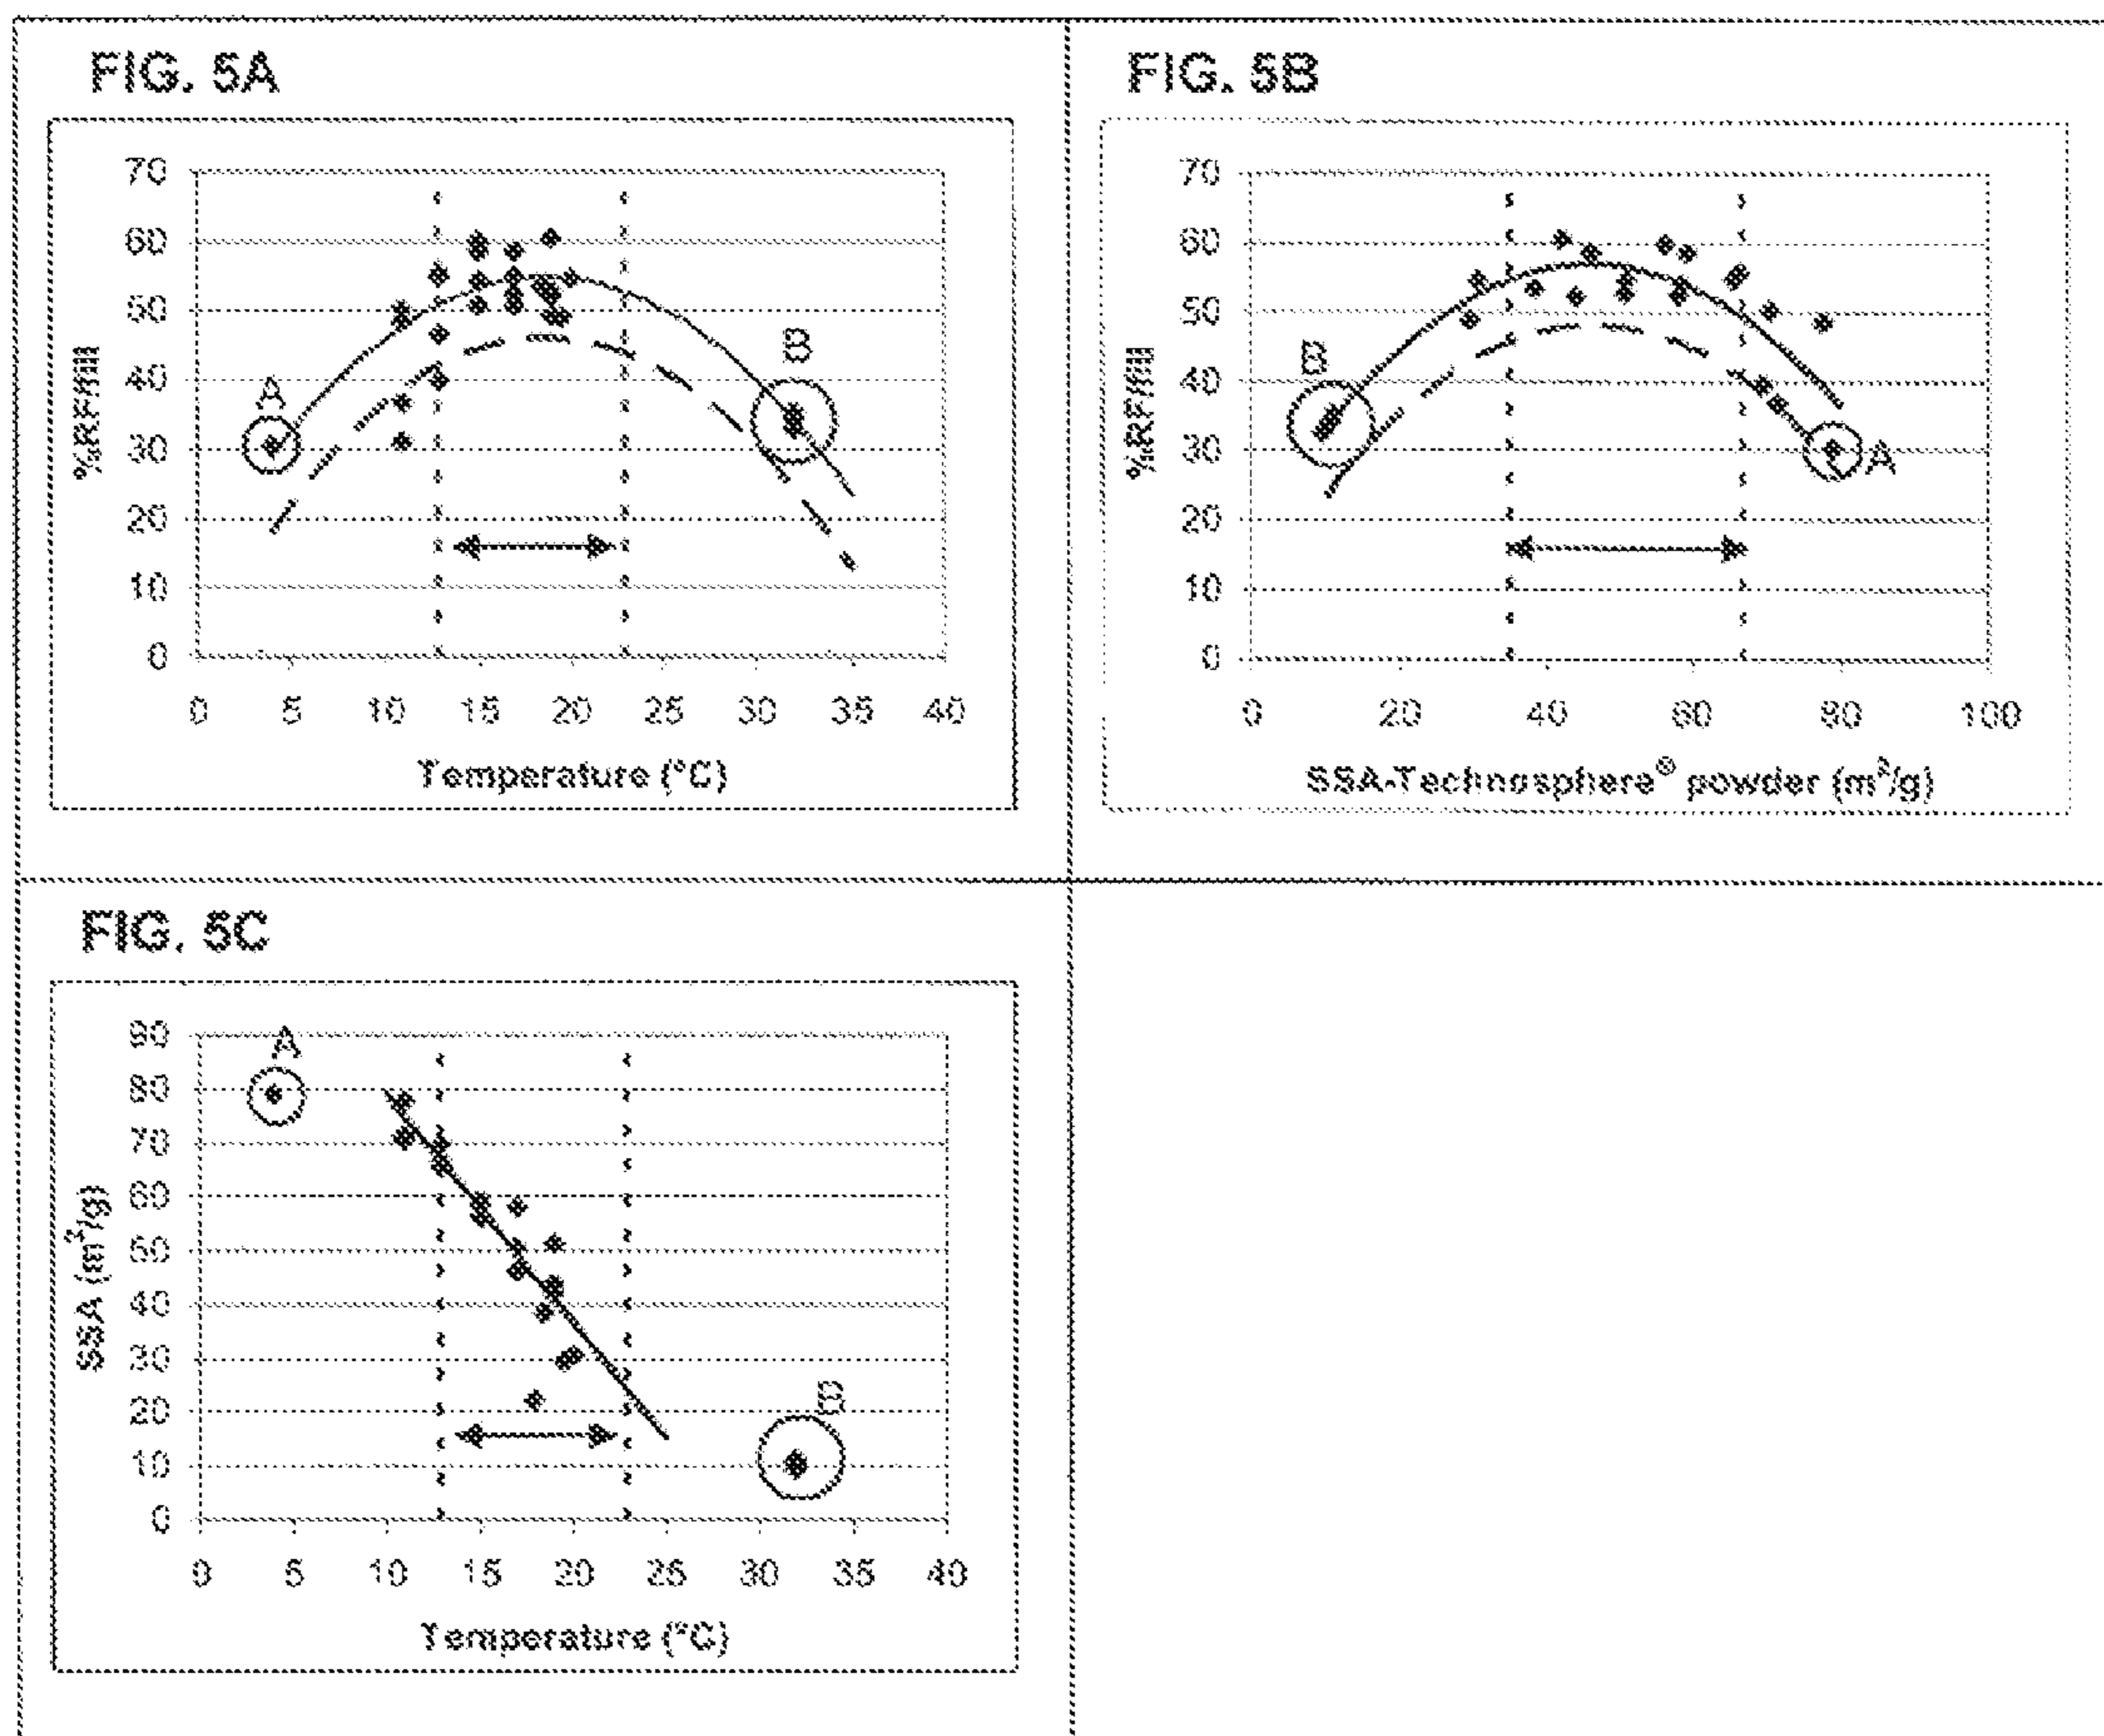 FIG. 5A
70
60
50
40
30
20
10
0
%RF/fill
A
B
0 5 10 15 20 25 30 35 40
Temperature (°C)
FIG. 5B
70
60
50
40
30
20
10
0
%RF/fill
B
A
0 20 40 60 80 100
SSA-Technosphere® powder (m²/g)
FIG. 5C
90
80
70
60
50
40
30
20
10
0
SSA (m²/g)
A
B
0 5 10 15 20 25 30 35 40
Temperature (°C)